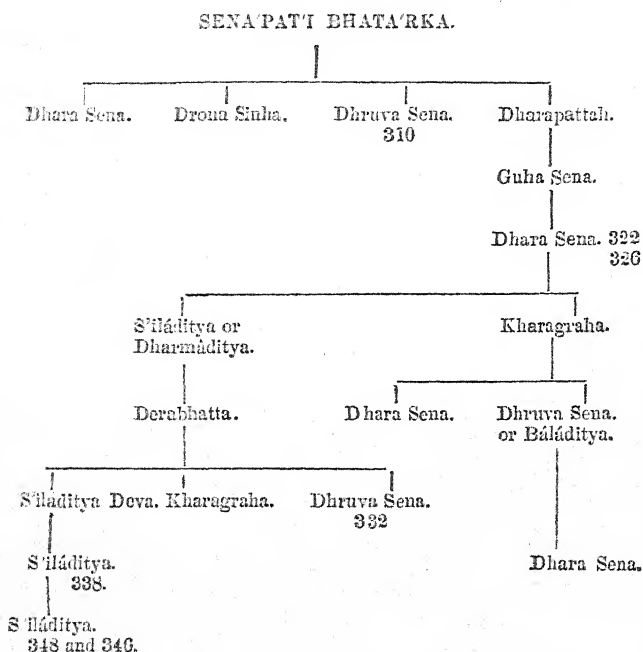 SENA'PAT'I BHATA'RKA.
Dhara Sena. Drona Sinha. Dhruva Sena. Dharapattah.
310
Guha Sena.
Dhara Sena. 322
326
S'iláditya or Kharagraha.
Dharmâditya.
Derabhatta. Dhara Sena. Dhruva Sena.
or Báláditya.
S'iláditya Deva. Kharagraha. Dhruva Sena.
332
S'iláditya. Dhara Sena.
338.
S'iláditya.
348 and 346.